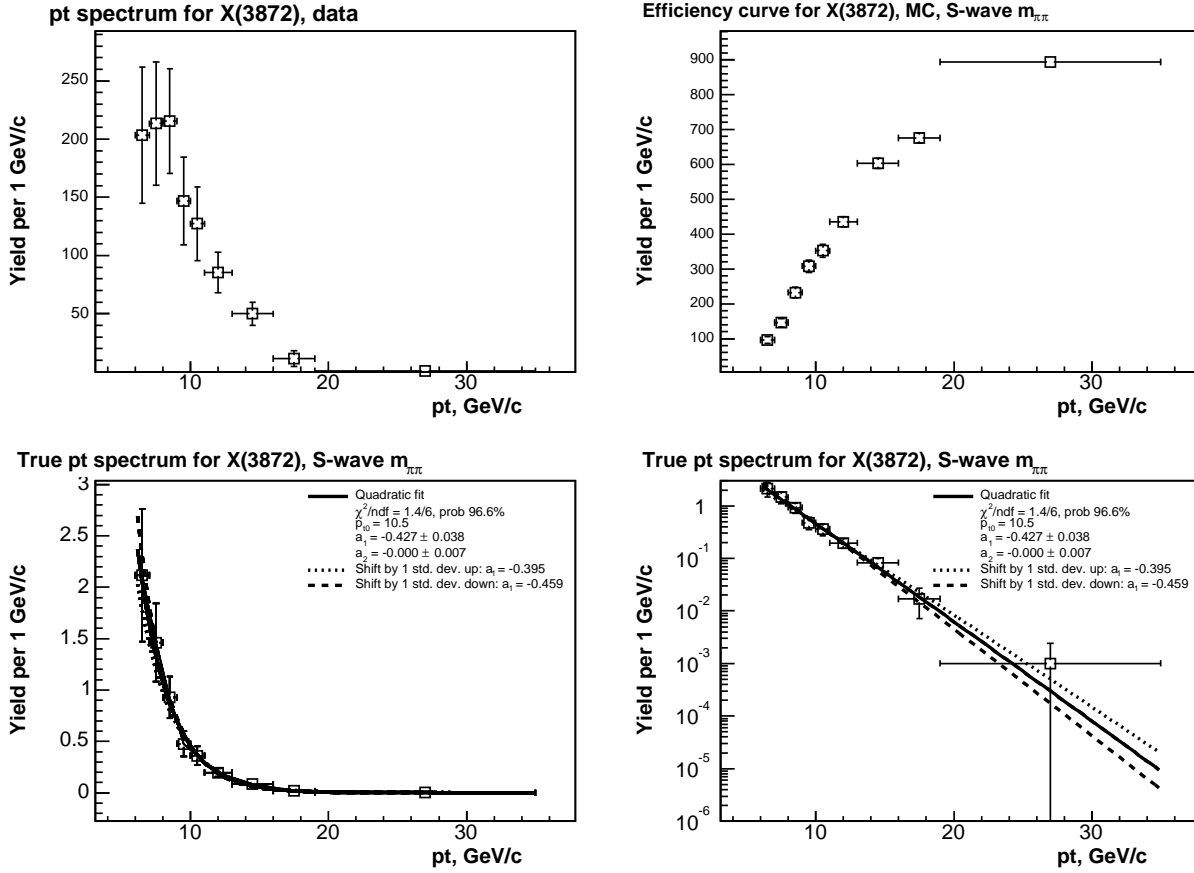 pt spectrum for X(3872), data
Yield per 1 GeV/c
250
200
150
100
50
10
20
30
pt, GeV/c
Efficiency curve for X(3872), MC, S-wave mππ
Yield per 1 GeV/c
900
800
700
600
500
400
300
200
100
10
20
30
pt, GeV/c
True pt spectrum for X(3872), S-wave mππ
Yield per 1 GeV/c
3
2.5
2
1.5
1
0.5
0
Quadratic fit
χ²/ndf = 1.4/6, prob 96.6%
p₁₀ = 10.5
a₁ = -0.427 ± 0.038
a₂ = -0.000 ± 0.007
Shift by 1 std. dev. up: a₁ = -0.395
Shift by 1 std. dev. down: a₁ = -0.459
10
20
30
pt, GeV/c
True pt spectrum for X(3872), S-wave mππ
Yield per 1 GeV/c
1
10⁻¹
10⁻²
10⁻³
10⁻⁴
10⁻⁵
10⁻⁶
Quadratic fit
χ²/ndf = 1.4/6, prob 96.6%
p₁₀ = 10.5
a₁ = -0.427 ± 0.038
a₂ = -0.000 ± 0.007
Shift by 1 std. dev. up: a₁ = -0.395
Shift by 1 std. dev. down: a₁ = -0.459
10
20
30
pt, GeV/c